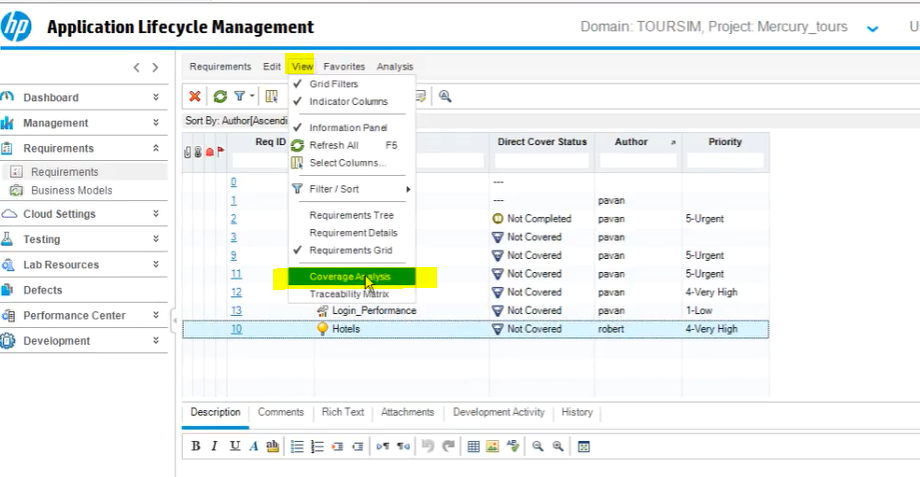 hp Application Lifecycle Management Domain: TOURSIM, Project: Mercury_tours U
Requirements Edit View Favorites Analysis
Dashboard
Management
Requirements
Requirements
Business Models
Cloud Settings
Testing
Lab Resources
Defects
Performance Center
Development
Grid Filters
Indicator Columns
Information Panel
Refresh All F5
Select Columns...
Filter / Sort
Requirements Tree
Requirement Details
Requirements Grid
Coverage Analysis
Traceability Matrix
Sort By: Author[Ascendi
Req ID Direct Cover Status Author Priority
0 ---
1 --- pavan
2 Not Completed pavan 5-Urgent
3 Not Covered pavan
9 Not Covered pavan 5-Urgent
11 Not Covered pavan 5-Urgent
12 Not Covered pavan 4-Very High
13 Login_Performance Not Covered pavan 1-Low
10 Hotels Not Covered robert 4-Very High
Description Comments Rich Text Attachments Development Activity History
B I U A ab